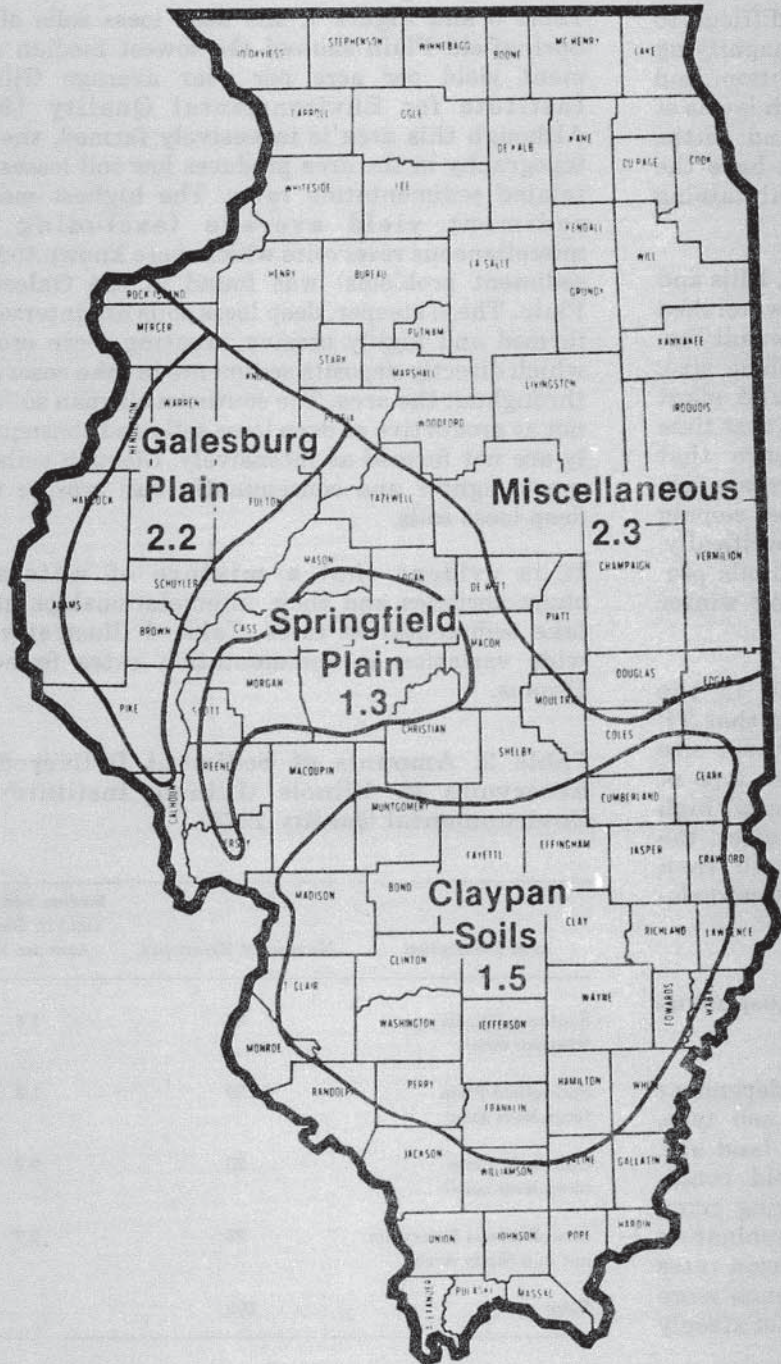 JO DAVIESS
STEPHENSON
WINNEBAGO
BOONE
MC HENRY
LAKE
CARROLL
OGLE
DE KALB
KANE
DU PAGE
COOK
WHITESIDE
LEE
KENDALL
WILL
ROCK ISLAND
HENRY
BUREAU
LA SALLE
GRUNDY
MERCER
PUTNAM
KANKAKEE
KNOX
STARK
MARSHALL
LIVINGSTON
HENDERSON
WARREN
PEORIA
WOODFORD
IROQUOIS
Galesburg
Plain
2.2
HANCOCK
FULTON
TAZEWELL
Miscellaneous
2.3
MASON
LOGAN
DE WITT
CHAMPAIGN
VERMILION
ADAMS
SCHUYLER
BROWN
CASS
PIATT
Springfield
Plain
1.3
MACON
MORGAN
DOUGLAS
EDGAR
PIKE
SCOTT
CHRISTIAN
MOULTRIE
COLES
GREENE
MACOUPIN
SHELBY
CLARK
CALHOUN
MONTGOMERY
CUMBERLAND
JERSEY
FAYETTE
EFFINGHAM
JASPER
CRAWFORD
MADISON
BOND
Claypan
Soils
1.5
CLAY
RICHLAND
LAWRENCE
CLINTON
ST CLAIR
WAYNE
EDWARDS
WABASH
WASHINGTON
JEFFERSON
MONROE
RANDOLPH
PERRY
HAMILTON
WHITE
FRANKLIN
JACKSON
WILLIAMSON
SALINE
GALLATIN
UNION
JOHNSON
POPE
HARDIN
ALEXANDER
PULASKI
MASSAC